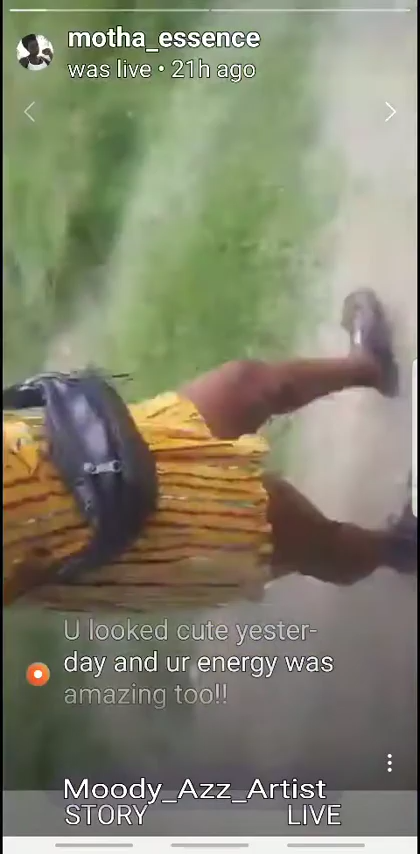 motha_essence
was live • 21h ago
U looked cute yester-
day and ur energy was
amazing too!!
Moody_Azz_Artist
STORY
LIVE